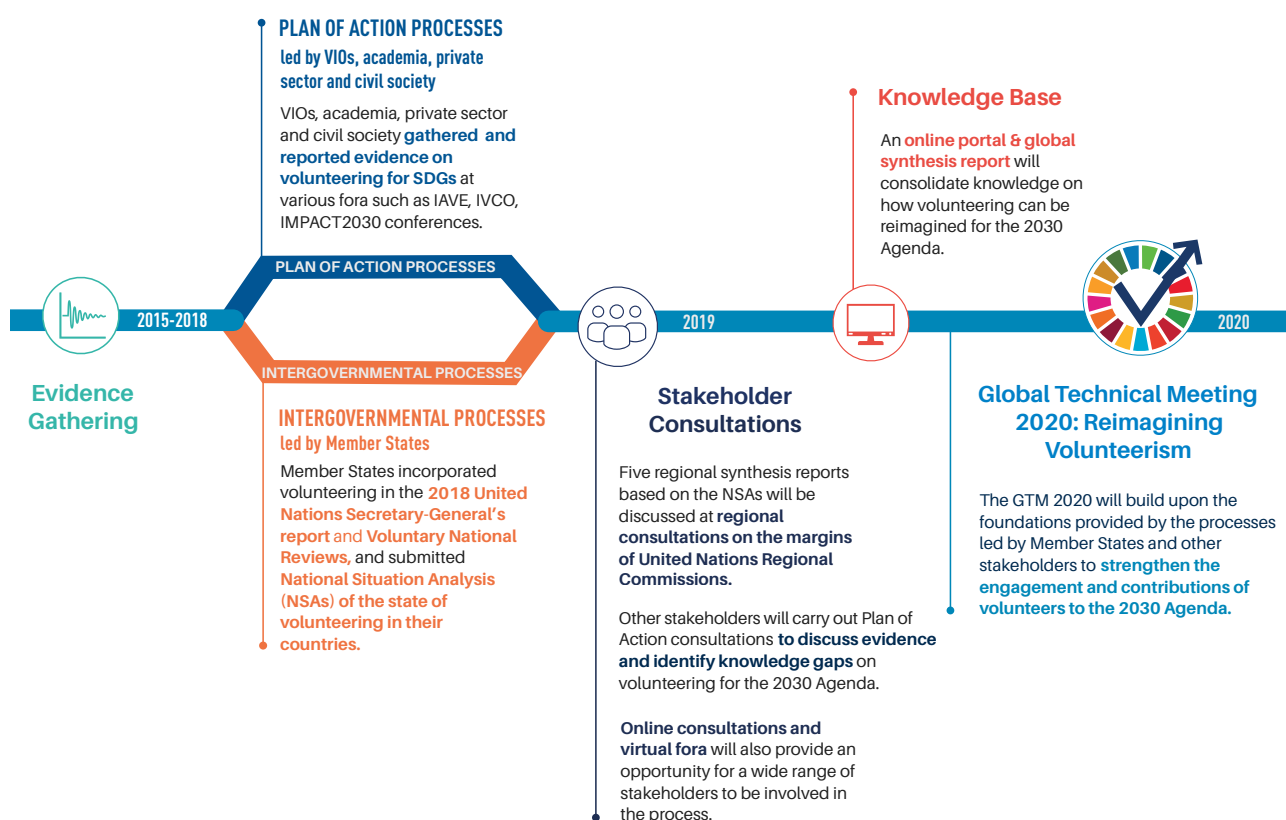 PLAN OF ACTION PROCESSES
led by VIOs, academia, private
sector and civil society
VIOs, academia, private sector
and civil society gathered and
reported evidence on
volunteering for SDGs at
various fora such as IAVE, IVCO,
IMPACT2030 conferences.
Knowledge Base
An online portal & global
synthesis report will
consolidate knowledge on
how volunteering can be
reimagined for the 2030
Agenda.
PLAN OF ACTION PROCESSES
2015-2018
2019
2020
INTERGOVERNMENTAL PROCESSES
Evidence
Gathering
INTERGOVERNMENTAL PROCESSES
led by Member States
Member States incorporated
volunteering in the 2018 United
Nations Secretary-General's
report and Voluntary National
Reviews, and submitted
National Situation Analysis
(NSAs) of the state of
volunteering in their
countries.
Stakeholder
Consultations
Five regional synthesis reports
based on the NSAs will be
discussed at regional
consultations on the margins
of United Nations Regional
Commissions.
Other stakeholders will carry out Plan of
Action consultations to discuss evidence
and identify knowledge gaps on
volunteering for the 2030 Agenda.
Online consultations and
virtual fora will also provide an
opportunity for a wide range of
stakeholders to be involved in
the process.
Global Technical Meeting
2020: Reimagining
Volunteerism
The GTM 2020 will build upon the
foundations provided by the processes
led by Member States and other
stakeholders to strengthen the
engagement and contributions of
volunteers to the 2030 Agenda.